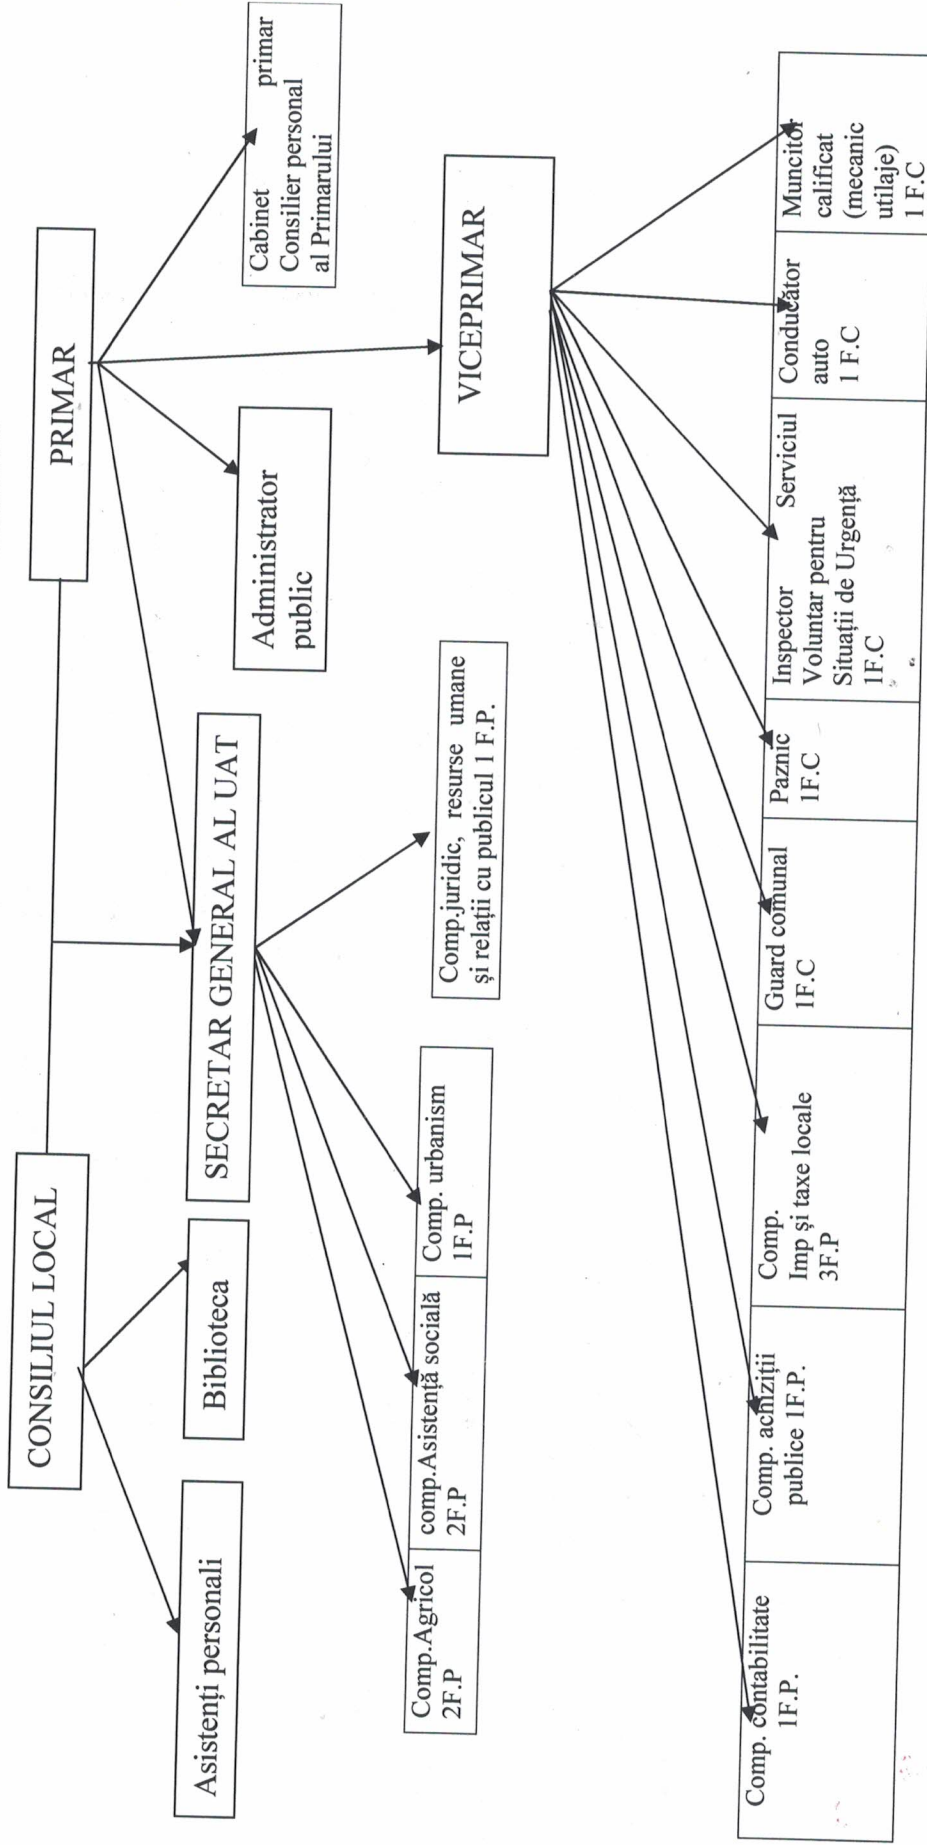 CONSILIUL LOCAL
PRIMAR
Asistenți personali
Biblioteca
SECRETAR GENERAL AL UAT
Administrator
public
Cabinet primar
Consilier personal
al Primarului
Comp.Agricol
2F.P
comp.Asistență socială
2F.P
Comp. urbanism
1F.P
Comp.juridic, resurse umane
și relații cu publicul 1 F.P.
VICEPRIMAR
Comp. contabilitate
1F.P.
Comp. achiziții
publice 1F.P.
Comp.
Imp și taxe locale
3F.P
Guard comunal
1F.C
Paznic
1F.C
Inspector Serviciul
Voluntar pentru
Situații de Urgență
1F.C
Conducător
auto
1 F.C
Muncitor
calificat
(mecanic
utilaje)
1 F.C